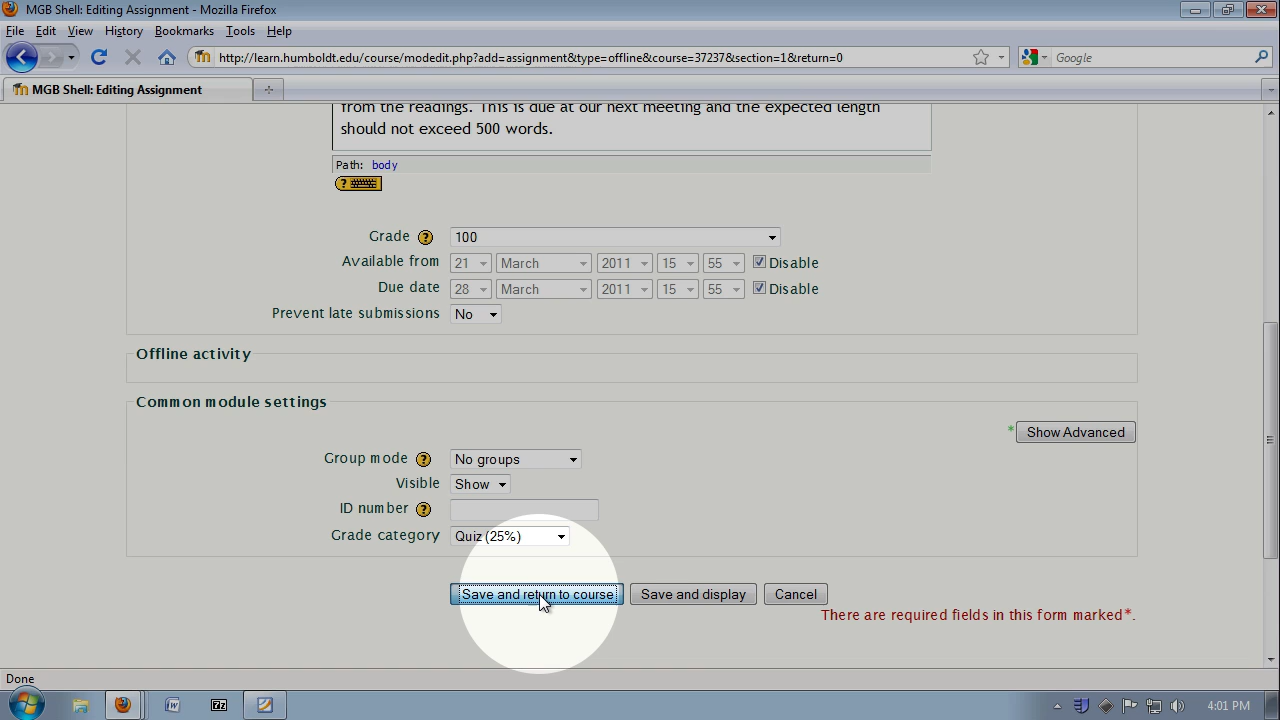 MGB Shell: Editing Assignment - Mozilla Firefox
File Edit View History Bookmarks Tools Help
http://learn.humboldt.edu/course/modedit.php?add=assignment&type=offline&course=37237&section=1&return=0
Google
MGB Shell: Editing Assignment
from the readings. This is due at our next meeting and the expected length
should not exceed 500 words.
Path: body
Grade 100
Available from 21 March 2011 15 55 Disable
Due date 28 March 2011 15 55 Disable
Prevent late submissions No
Offline activity
Common module settings
* Show Advanced
Group mode No groups
Visible Show
ID number
Grade category Quiz (25%)
Save and return to course Save and display Cancel
There are required fields in this form marked*.
Done
4:01 PM